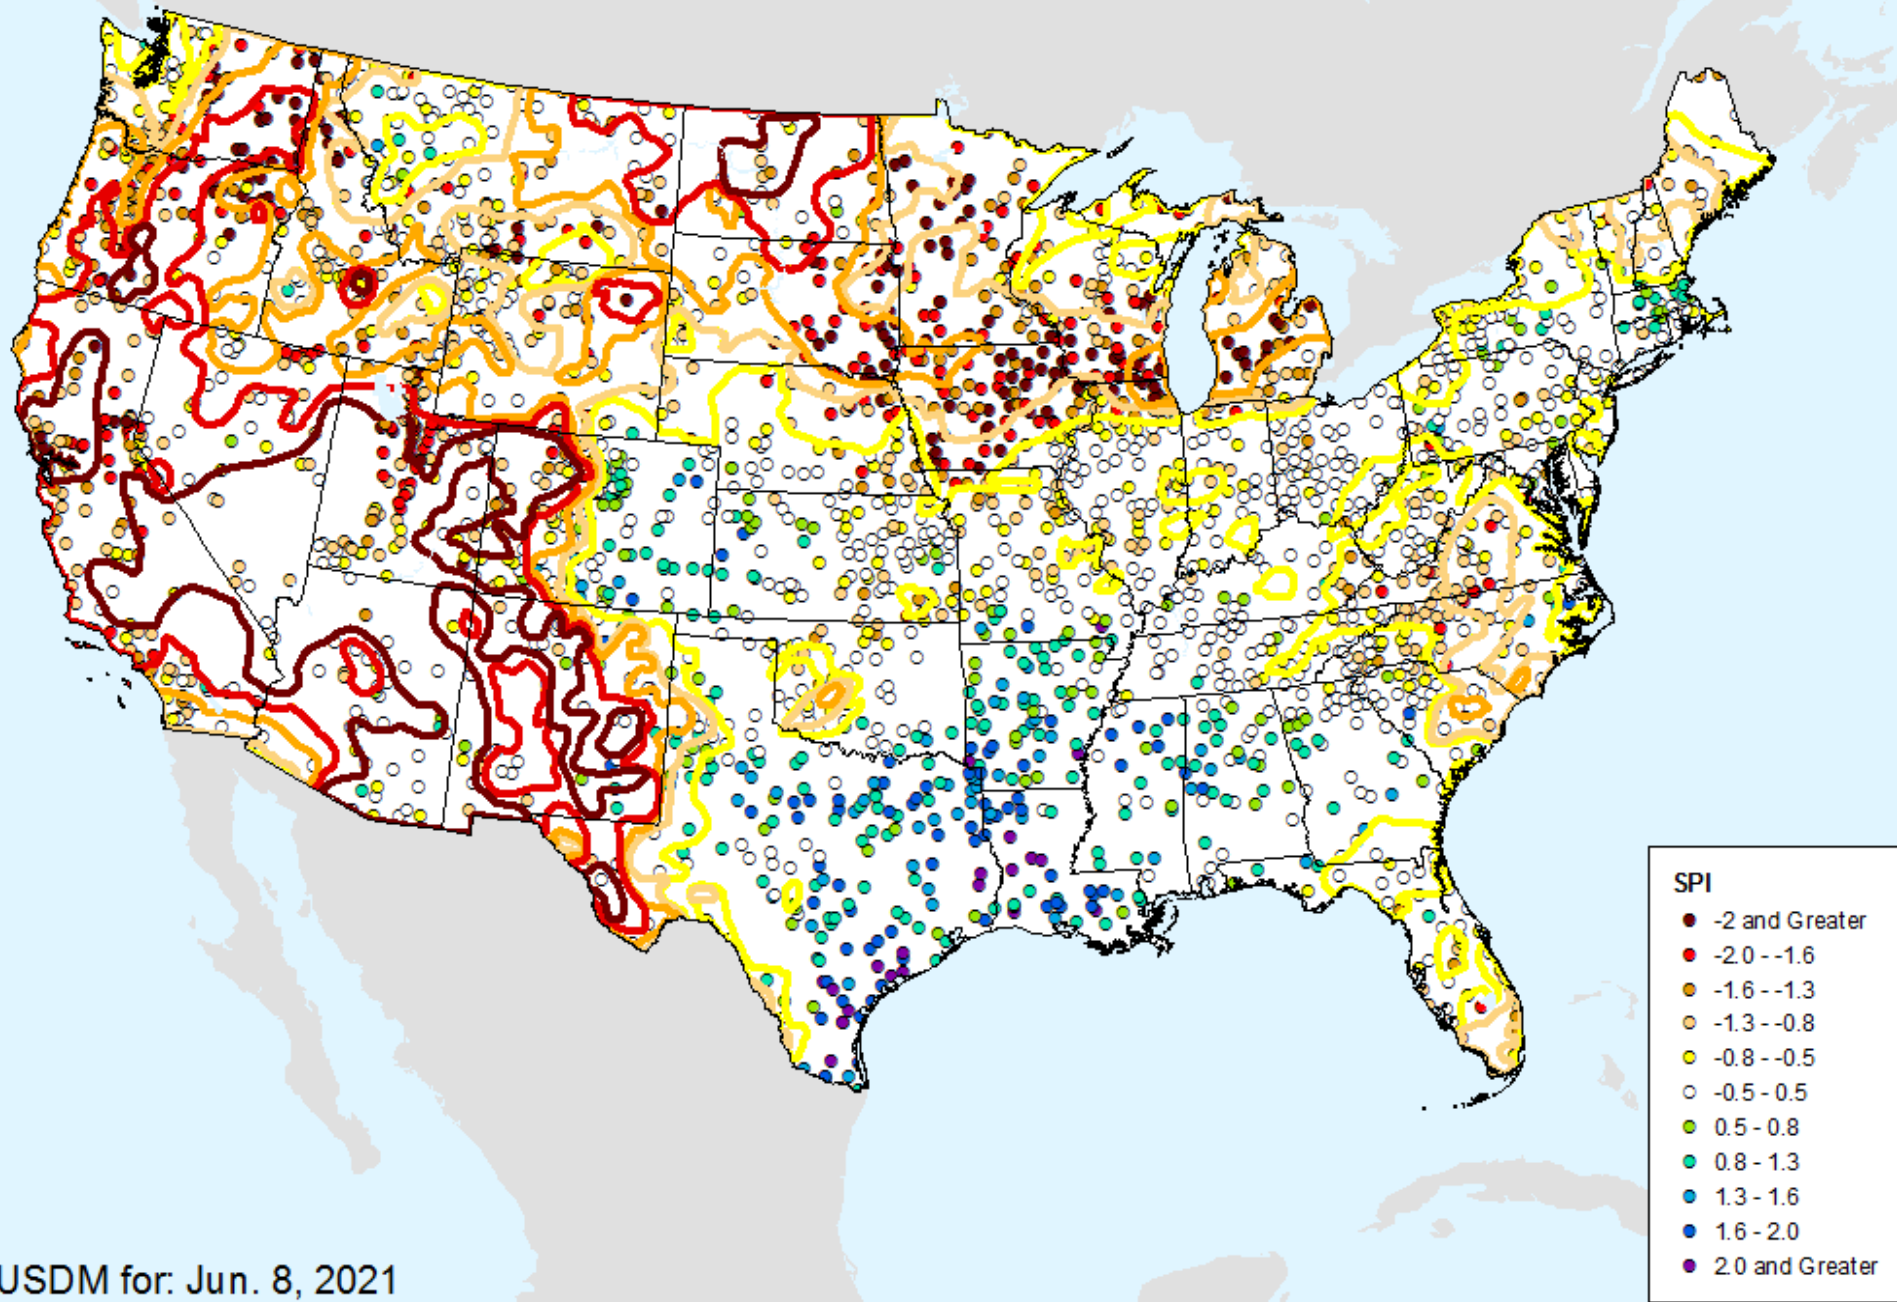 SPI
-2 and Greater
-2.0 - -1.6
-1.6 - -1.3
-1.3 - -0.8
-0.8 - -0.5
-0.5 - 0.5
0.5 - 0.8
0.8 - 1.3
1.3 - 1.6
1.6 - 2.0
2.0 and Greater
USDM for: Jun. 8, 2021